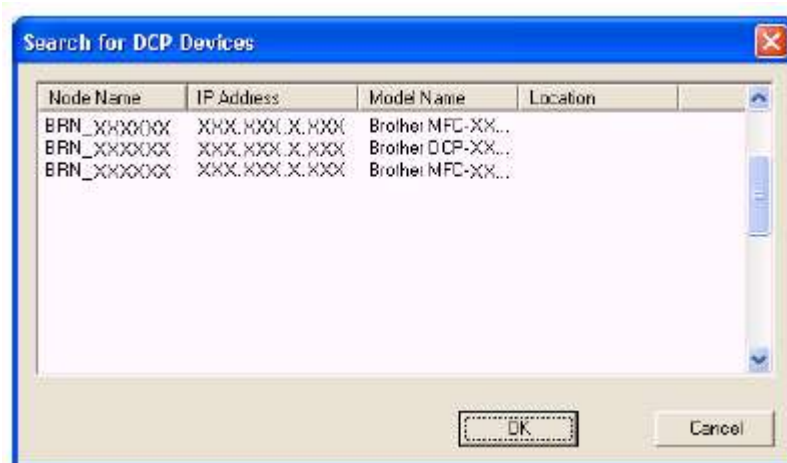 Search for DCP Devices
Node Name IP Address Model Name Location
BRN_XXXXXX XXX.XXX.X.XXX Brother MFC-XX...
BRN_XXXXXX XXX.XXX.X.XXX Brother DCP-XX...
BRN_XXXXXX XXX.XXX.X.XXX Brother MFC-XX...
OK Cancel